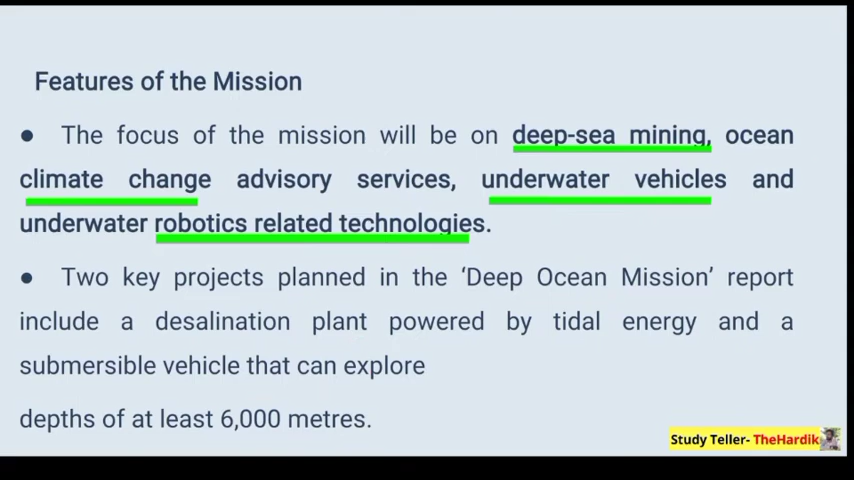 Features of the Mission
● The focus of the mission will be on deep-sea mining, ocean
climate change advisory services, underwater vehicles and
underwater robotics related technologies.
● Two key projects planned in the ‘Deep Ocean Mission’ report
include a desalination plant powered by tidal energy and a
submersible vehicle that can explore
depths of at least 6,000 metres.
Study Teller- TheHardik